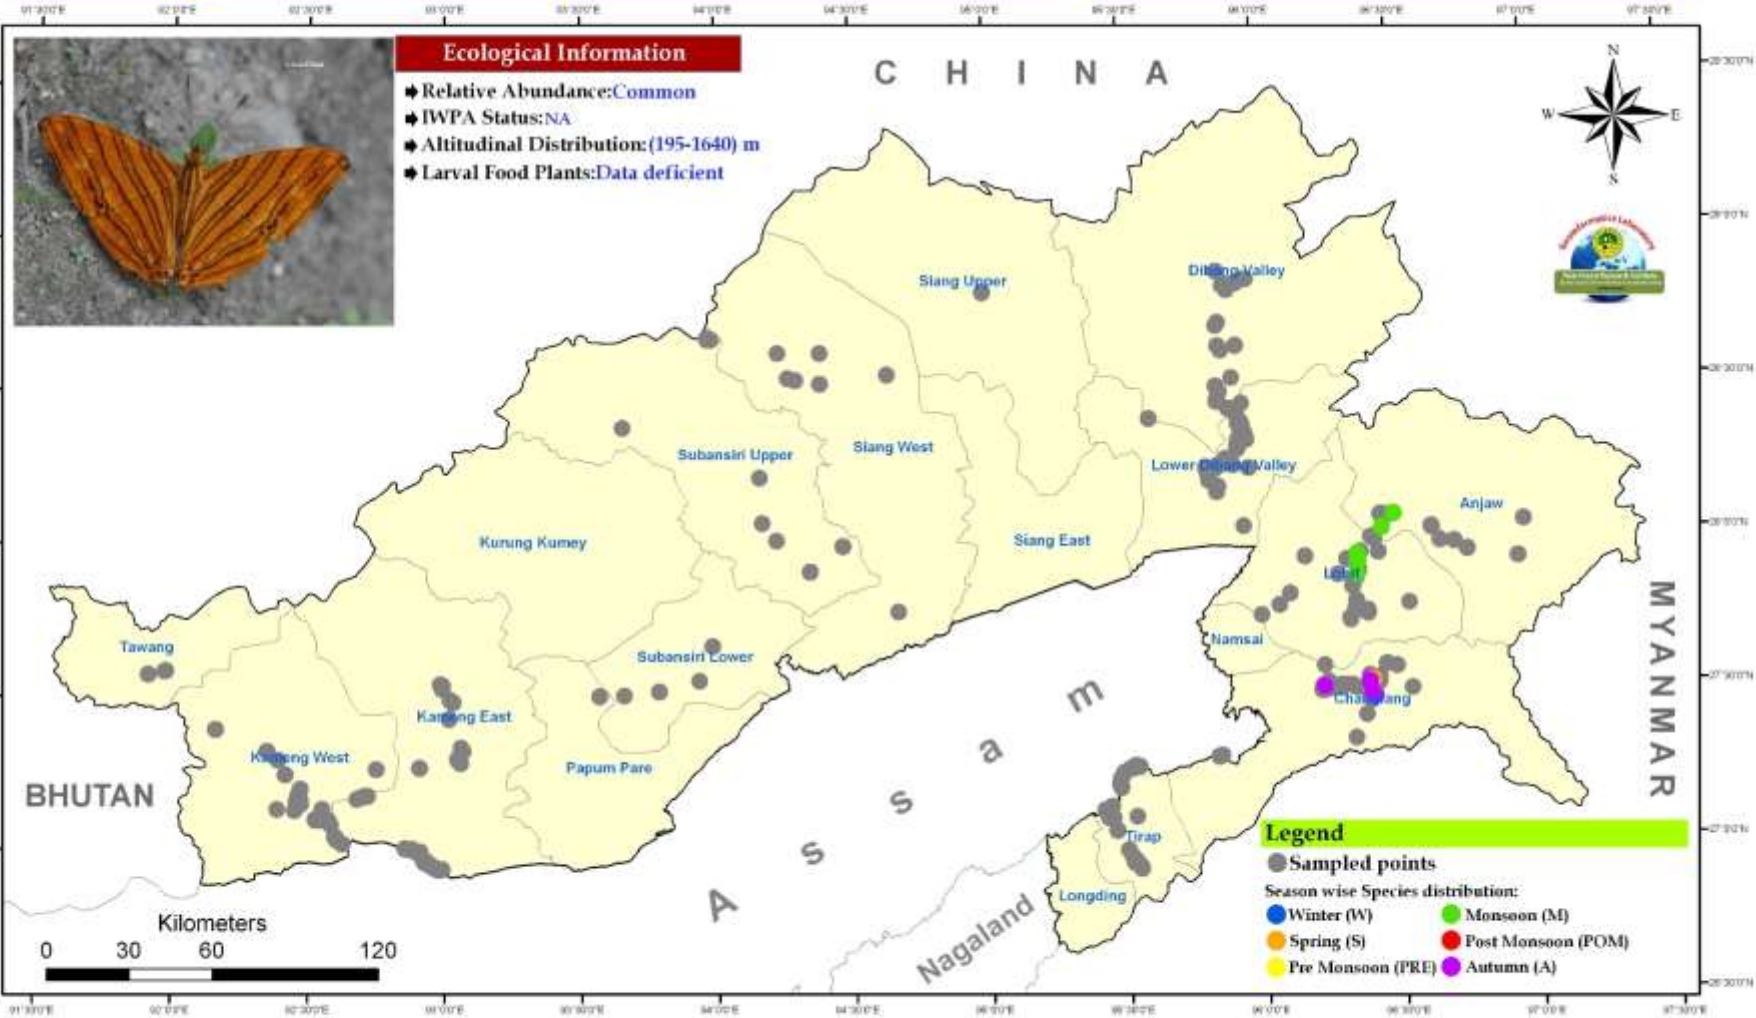 Ecological Information
Relative Abundance:Common
IWPA Status:NA
Altitudinal Distribution:(195-1640) m
Larval Food Plants:Data deficient
C H I N A
N
W
E
S
Dibang Valley
Siang Upper
Siang West
Subansiri Upper
Lower Dibang Valley
Anjaw
Kurung Kumey
Siang East
Lohit
Namsai
Tawang
Subansiri Lower
Changlang
Kameng East
Kameng West
Papum Pare
BHUTAN
MYANMAR
A s s a m
Tirap
Longding
Nagaland
Kilometers
0 30 60 120
Legend
Sampled points
Season wise Species distribution:
Winter (W)
Monsoon (M)
Spring (S)
Post Monsoon (POM)
Pre Monsoon (PRE)
Autumn (A)